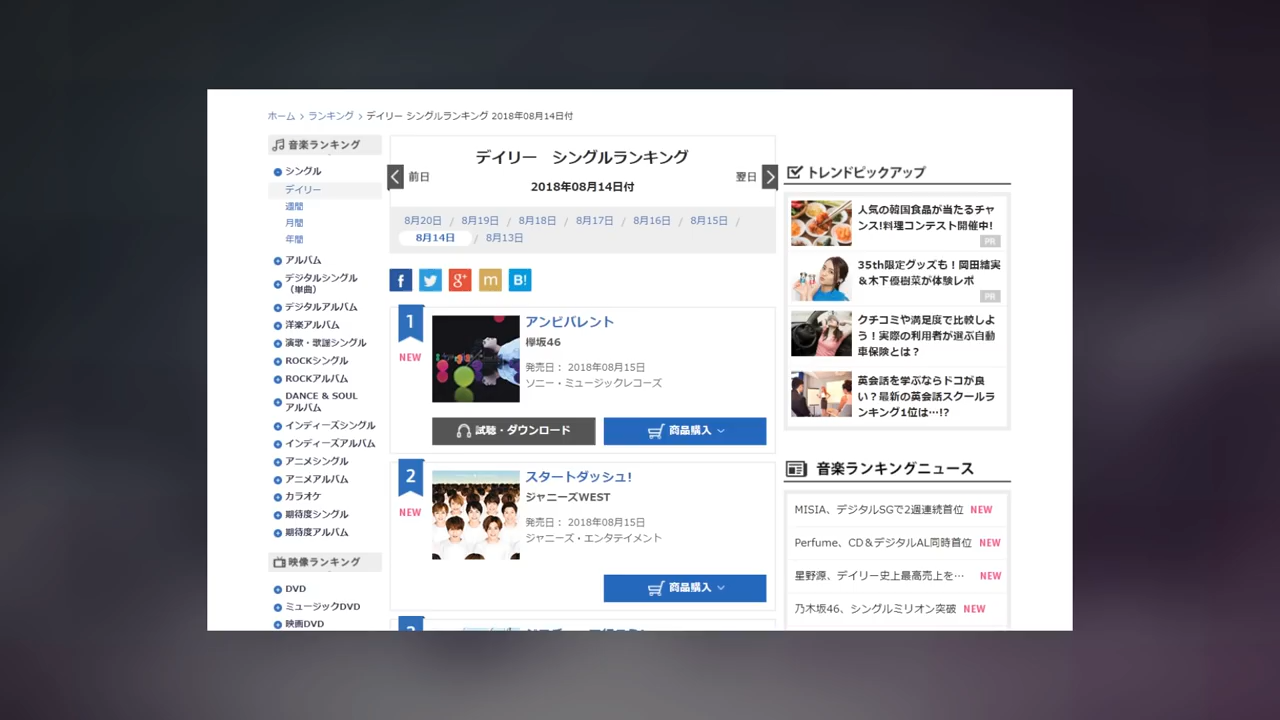 ホーム > ランキング > デイリー シングルランキング 2018年08月14日付
音楽ランキング
シングル
デイリー
週間
月間
年間
アルバム
デジタルシングル
（単曲）
デジタルアルバム
洋楽アルバム
演歌・歌謡シングル
ROCKシングル
ROCKアルバム
DANCE & SOUL
アルバム
インディーズシングル
インディーズアルバム
アニメシングル
アニメアルバム
カラオケ
期待度シングル
期待度アルバム
映像ランキング
DVD
ミュージックDVD
映画DVD
デイリー　シングルランキング
前日
翌日
2018年08月14日付
8月20日 / 8月19日 / 8月18日 / 8月17日 / 8月16日 / 8月15日 /
8月14日 / 8月13日
f g+ m B!
1
NEW
アンビバレント
欅坂46
発売日： 2018年08月15日
ソニー・ミュージックレコーズ
試聴・ダウンロード
商品購入
2
NEW
スタートダッシュ!
ジャニーズWEST
発売日： 2018年08月15日
ジャニーズ・エンタテイメント
商品購入
トレンドピックアップ
人気の韓国食品が当たるチャ
ンス!料理コンテスト開催中!
PR
35th限定グッズも！岡田結実
＆木下優樹菜が体験レポ
PR
クチコミや満足度で比較しよ
う！実際の利用者が選ぶ自動
車保険とは？
英会話を学ぶならドコが良
い？最新の英会話スクールラ
ンキング1位は…!?
音楽ランキングニュース
MISIA、デジタルSGで2週連続首位 NEW
Perfume、CD＆デジタルAL同時首位 NEW
星野源、デイリー史上最高売上を… NEW
乃木坂46、シングルミリオン突破 NEW